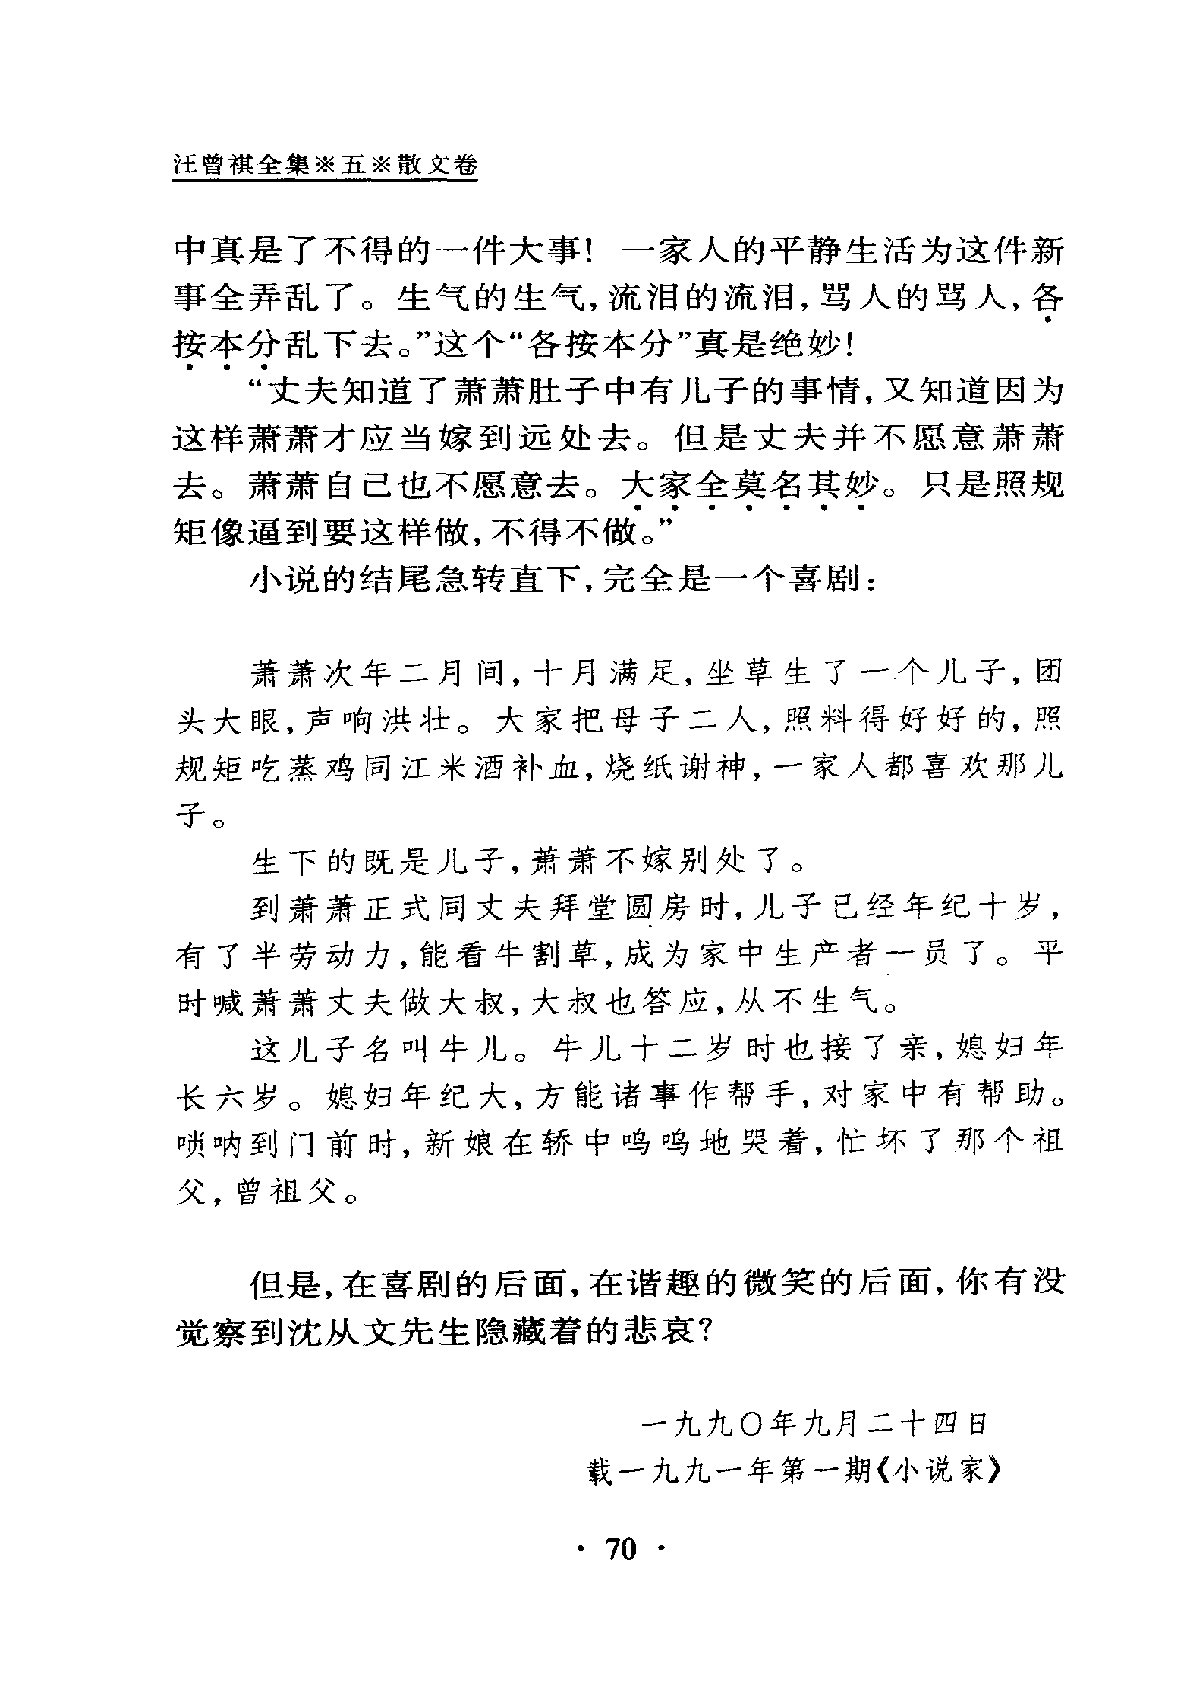 汪曾祺全集※五※散文卷
中真是了不得的一件大事！一家人的平静生活为这件新
事全弄乱了。生气的生气，流泪的流泪，骂人的骂人，各
按本分乱下去。”这个“各按本分”真是绝妙！
“丈夫知道了萧萧肚子中有儿子的事情，又知道因为
这样萧萧才应当嫁到远处去。但是丈夫并不愿意萧萧
去。萧萧自己也不愿意去。大家全莫名其妙。只是照规
矩像逼到要这样做，不得不做。”
小说的结尾急转直下，完全是一个喜剧：
萧萧次年二月间，十月满足，坐草生了一个儿子，团
头大眼，声响洪壮。大家把母子二人，照料得好好的，照
规矩吃蒸鸡同江米酒补血，烧纸谢神，一家人都喜欢那儿
子。
生下的既是儿子，萧萧不嫁别处了。
到萧萧正式同丈夫拜堂圆房时，儿子已经年纪十岁，
有了半劳动力，能看牛割草，成为家中生产者一员了。平
时喊萧萧丈夫做大叔，大叔也答应，从不生气。
这儿子名叫牛儿。牛儿十二岁时也接了亲，媳妇年
长六岁。媳妇年纪大，方能诸事作帮手，对家中有帮助。
唢呐到门前时，新娘在轿中呜呜地哭着，忙坏了那个祖
父，曾祖父。
但是，在喜剧的后面，在谐趣的微笑的后面，你有没
觉察到沈从文先生隐藏着的悲哀？
一九九〇年九月二十四日
载一九九一年第一期《小说家》
· 70 ·